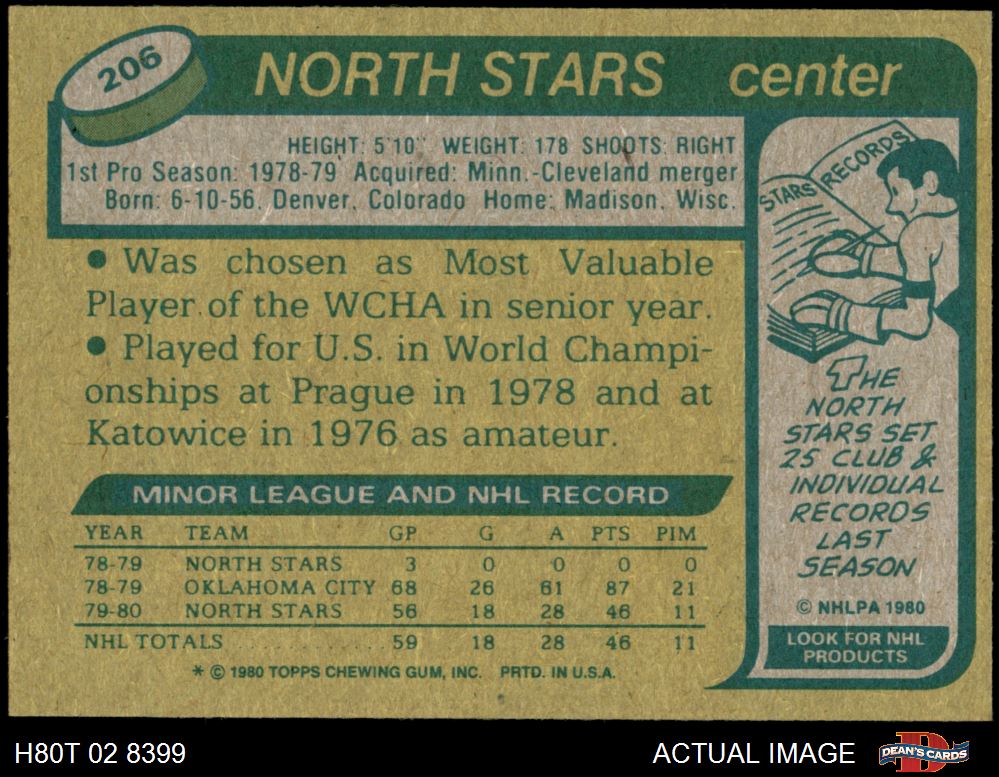 206
NORTH STARS center
HEIGHT: 5'10" WEIGHT: 178 SHOOTS: RIGHT
1st Pro Season: 1978-79 Acquired: Minn.-Cleveland merger
Born: 6-10-56, Denver, Colorado Home: Madison, Wisc.
• Was chosen as Most Valuable
Player of the WCHA in senior year.
• Played for U.S. in World Champi-
onships at Prague in 1978 and at
Katowice in 1976 as amateur.
MINOR LEAGUE AND NHL RECORD
YEAR TEAM GP G A PTS PIM
78-79 NORTH STARS 3 0 0 0 0
78-79 OKLAHOMA CITY 68 26 61 87 21
79-80 NORTH STARS 56 18 28 46 11
NHL TOTALS 59 18 28 46 11
* © 1980 TOPPS CHEWING GUM, INC. PRTD. IN U.S.A.
STARS RECORDS
THE
NORTH
STARS SET
25 CLUB &
INDIVIDUAL
RECORDS
LAST
SEASON
© NHLPA 1980
LOOK FOR NHL
PRODUCTS
H80T 02 8399
ACTUAL IMAGE
DEAN'S CARDS